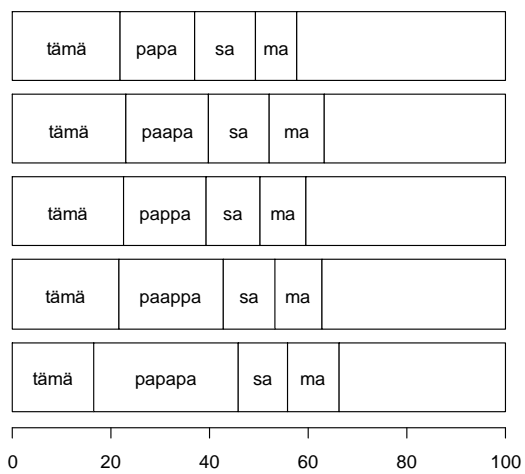 tämä papa sa ma
tämä paapa sa ma
tämä pappa sa ma
tämä paappa sa ma
tämä papapa sa ma
0 20 40 60 80 100